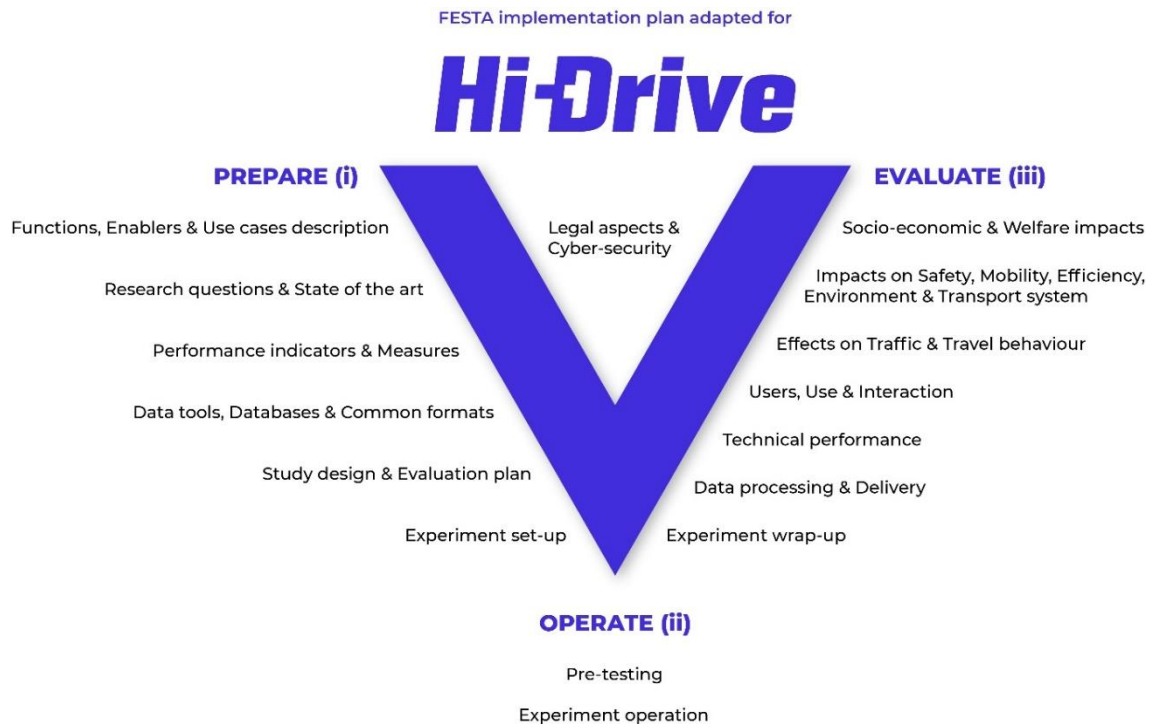 FESTA implementation plan adapted for
Hi-Drive
PREPARE (i)
Functions, Enablers & Use cases description
Research questions & State of the art
Performance indicators & Measures
Data tools, Databases & Common formats
Study design & Evaluation plan
Experiment set-up
Legal aspects &
Cyber-security
EVALUATE (iii)
Socio-economic & Welfare impacts
Impacts on Safety, Mobility, Efficiency,
Environment & Transport system
Effects on Traffic & Travel behaviour
Users, Use & Interaction
Technical performance
Data processing & Delivery
Experiment wrap-up
OPERATE (ii)
Pre-testing
Experiment operation